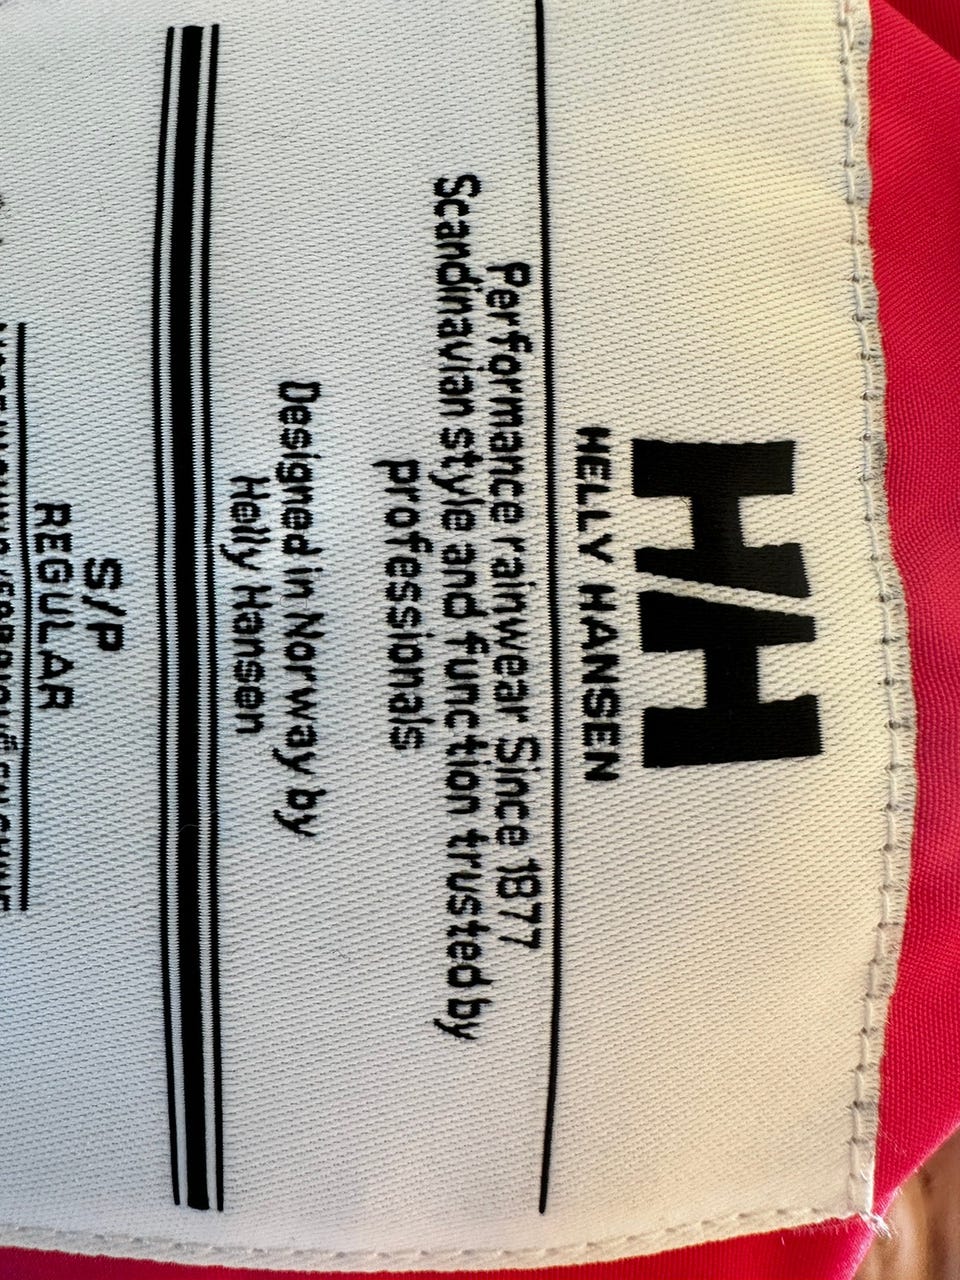 HH
HELLY HANSEN
Performance rainwear Since 1877
Scandinavian style and function trusted by
professionals
Designed in Norway by
Helly Hansen
S/P
REGULAR